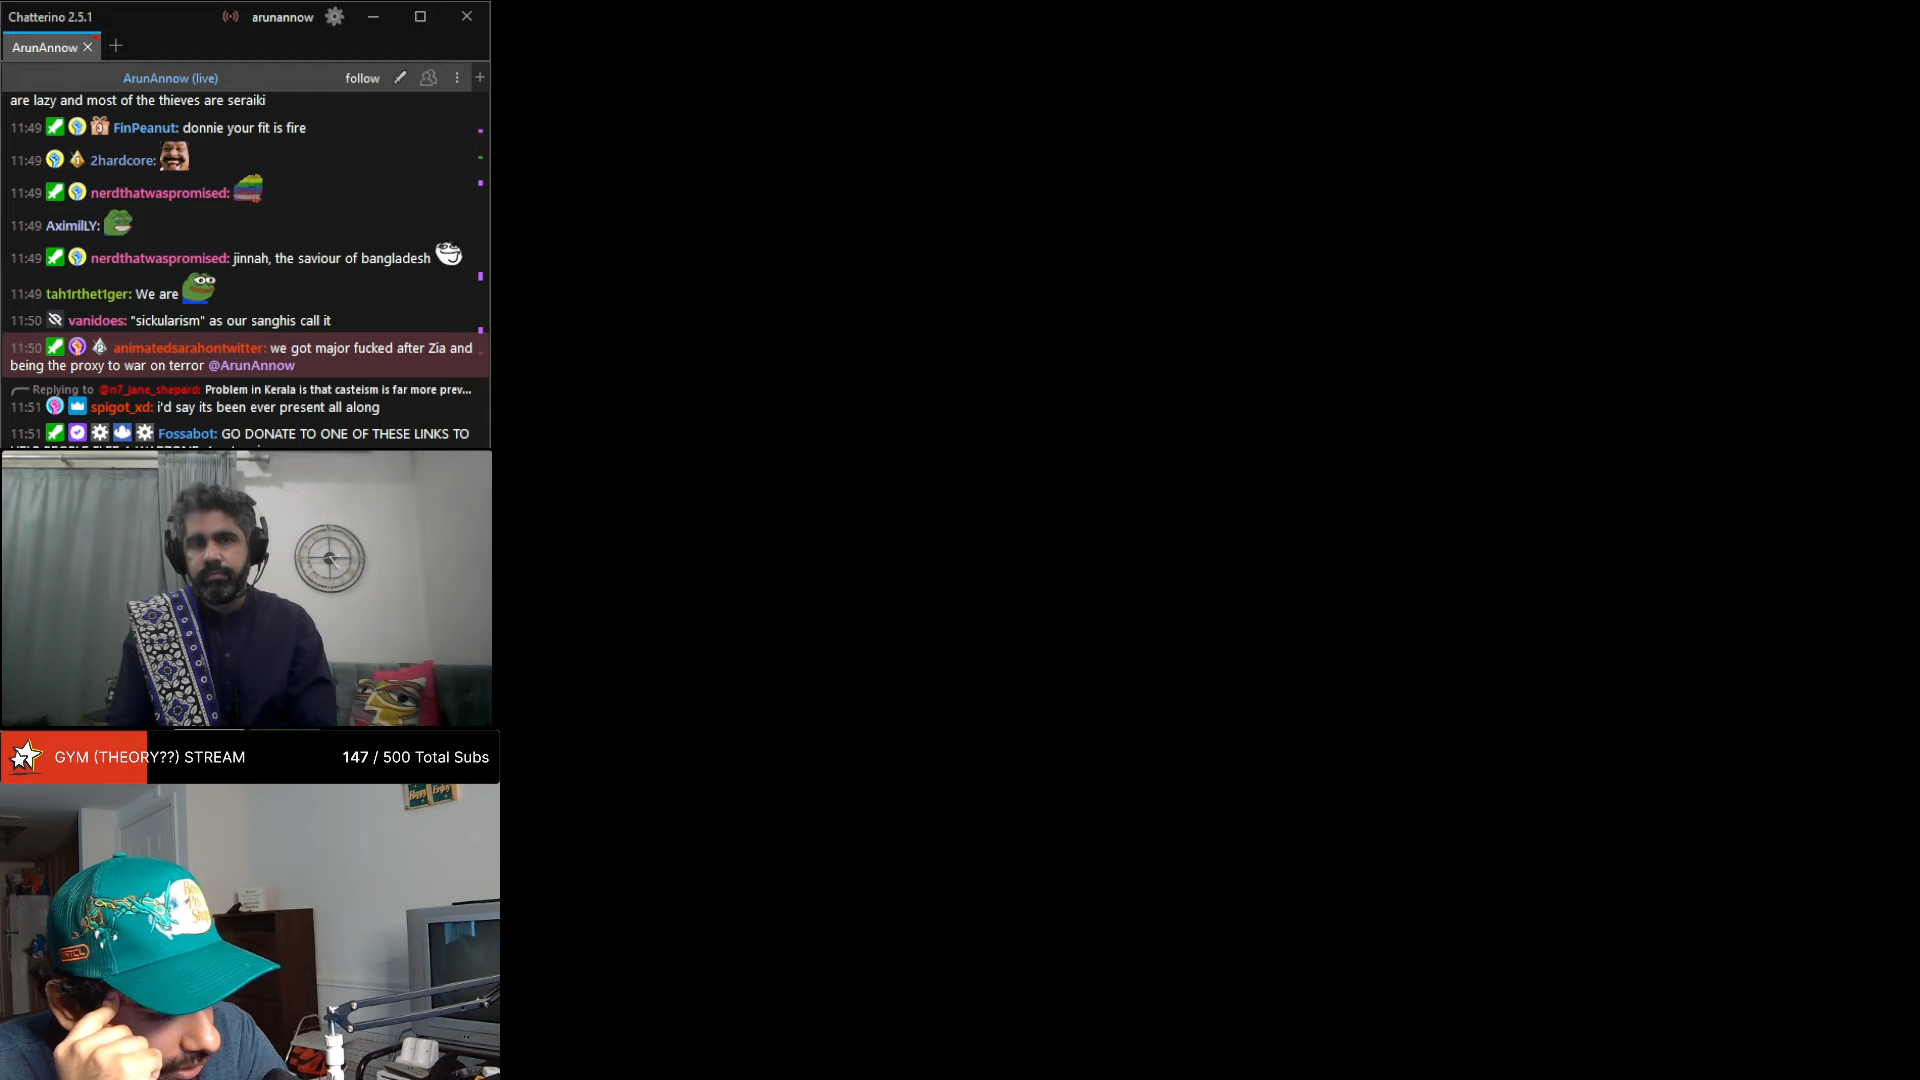 Chatterino 2.5.1
arunannow
ArunAnnow
ArunAnnow (live)
follow
are lazy and most of the thieves are seraiki
11:49 FinPeanut: donnie your fit is fire
11:49 2hardcore:
11:49 nerdthatwaspromised:
11:49 AximilLY:
11:49 nerdthatwaspromised: jinnah, the saviour of bangladesh
11:49 tah1rthet1ger: We are
11:50 vanidoes: "sickularism" as our sanghis call it
11:50 animatedsarahontwitter: we got major fucked after Zia and
being the proxy to war on terror @ArunAnnow
Replying to @n7_jane_shepard: Problem in Kerala is that casteism is far more prev...
11:51 spigot_xd: i'd say its been ever present all along
11:51 Fossabot: GO DONATE TO ONE OF THESE LINKS TO
GYM (THEORY??) STREAM
147 / 500 Total Subs
Happy Enjoy
Bass
Pro
Shops